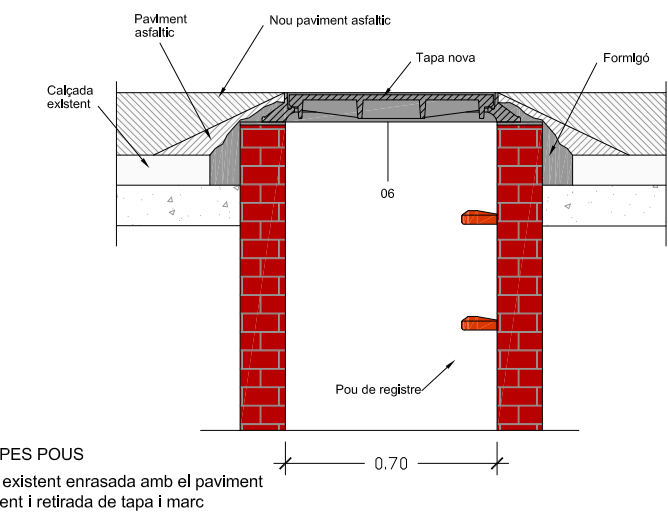 Paviment
asfaltic
Nou paviment asfaltic
Tapa nova
Formigó
Calçada
existent
06
Pou de registre
0.70
PES POUS
existent enrasada amb el paviment
ent i retirada de tapa i marc